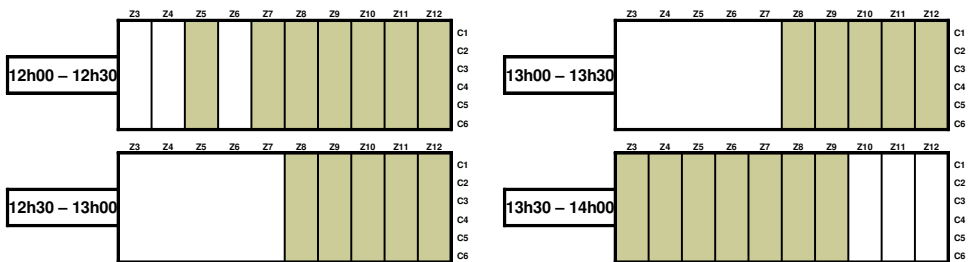 Z3 Z4 Z5 Z6 Z7 Z8 Z9 Z10 Z11 Z12
C1
C2
12h00 – 12h30 C3
C4
C5
C6
Z3 Z4 Z5 Z6 Z7 Z8 Z9 Z10 Z11 Z12
C1
C2
13h00 – 13h30 C3
C4
C5
C6
Z3 Z4 Z5 Z6 Z7 Z8 Z9 Z10 Z11 Z12
C1
C2
12h30 – 13h00 C3
C4
C5
C6
Z3 Z4 Z5 Z6 Z7 Z8 Z9 Z10 Z11 Z12
C1
C2
13h30 – 14h00 C3
C4
C5
C6